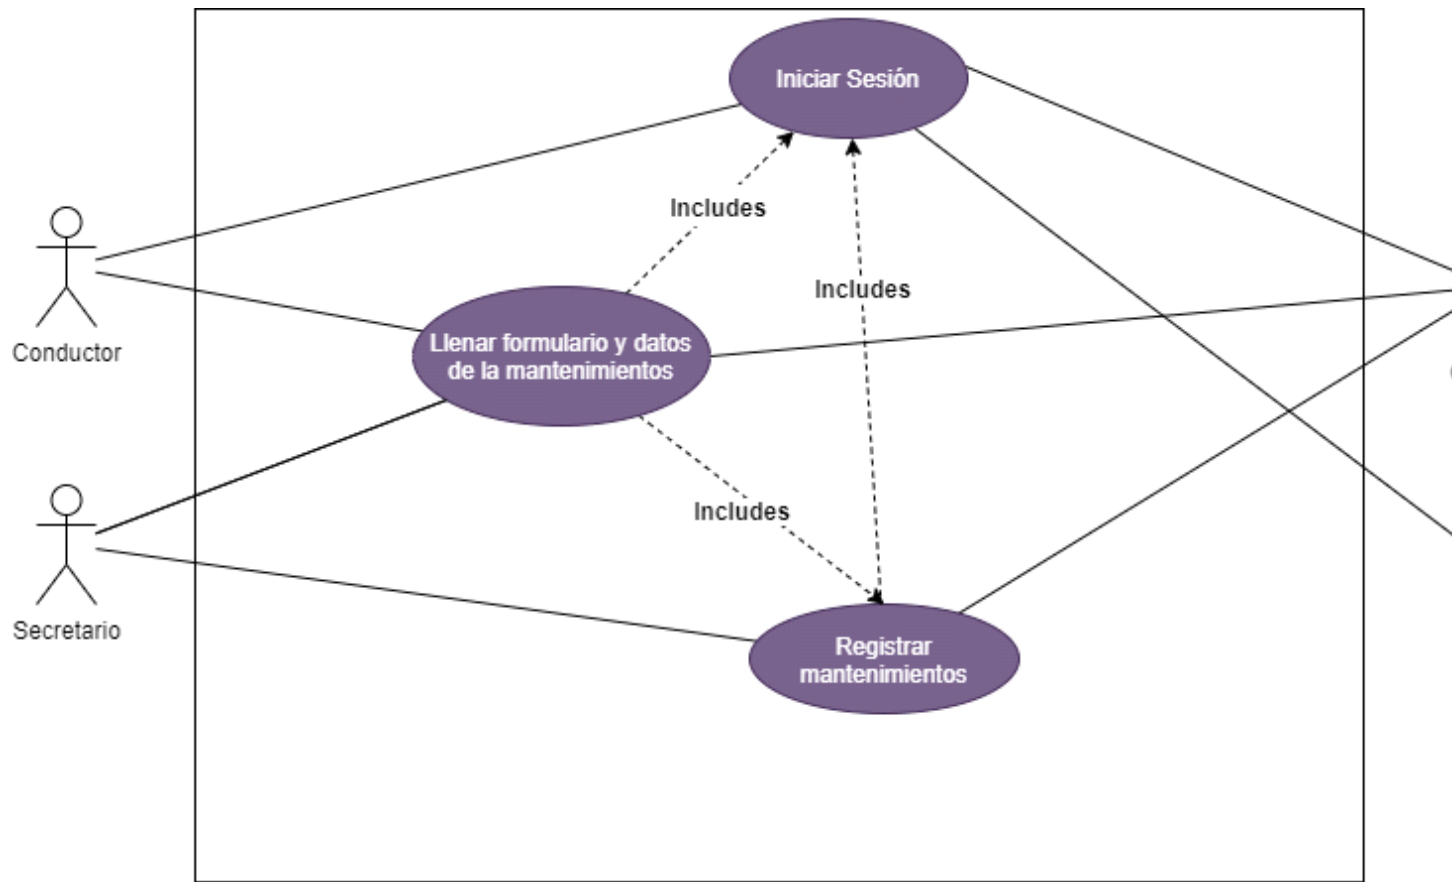 Iniciar Sesión
Includes
Includes
Conductor
Llenar formulario y datos
de la mantenimientos
Includes
Secretario
Registrar
mantenimientos